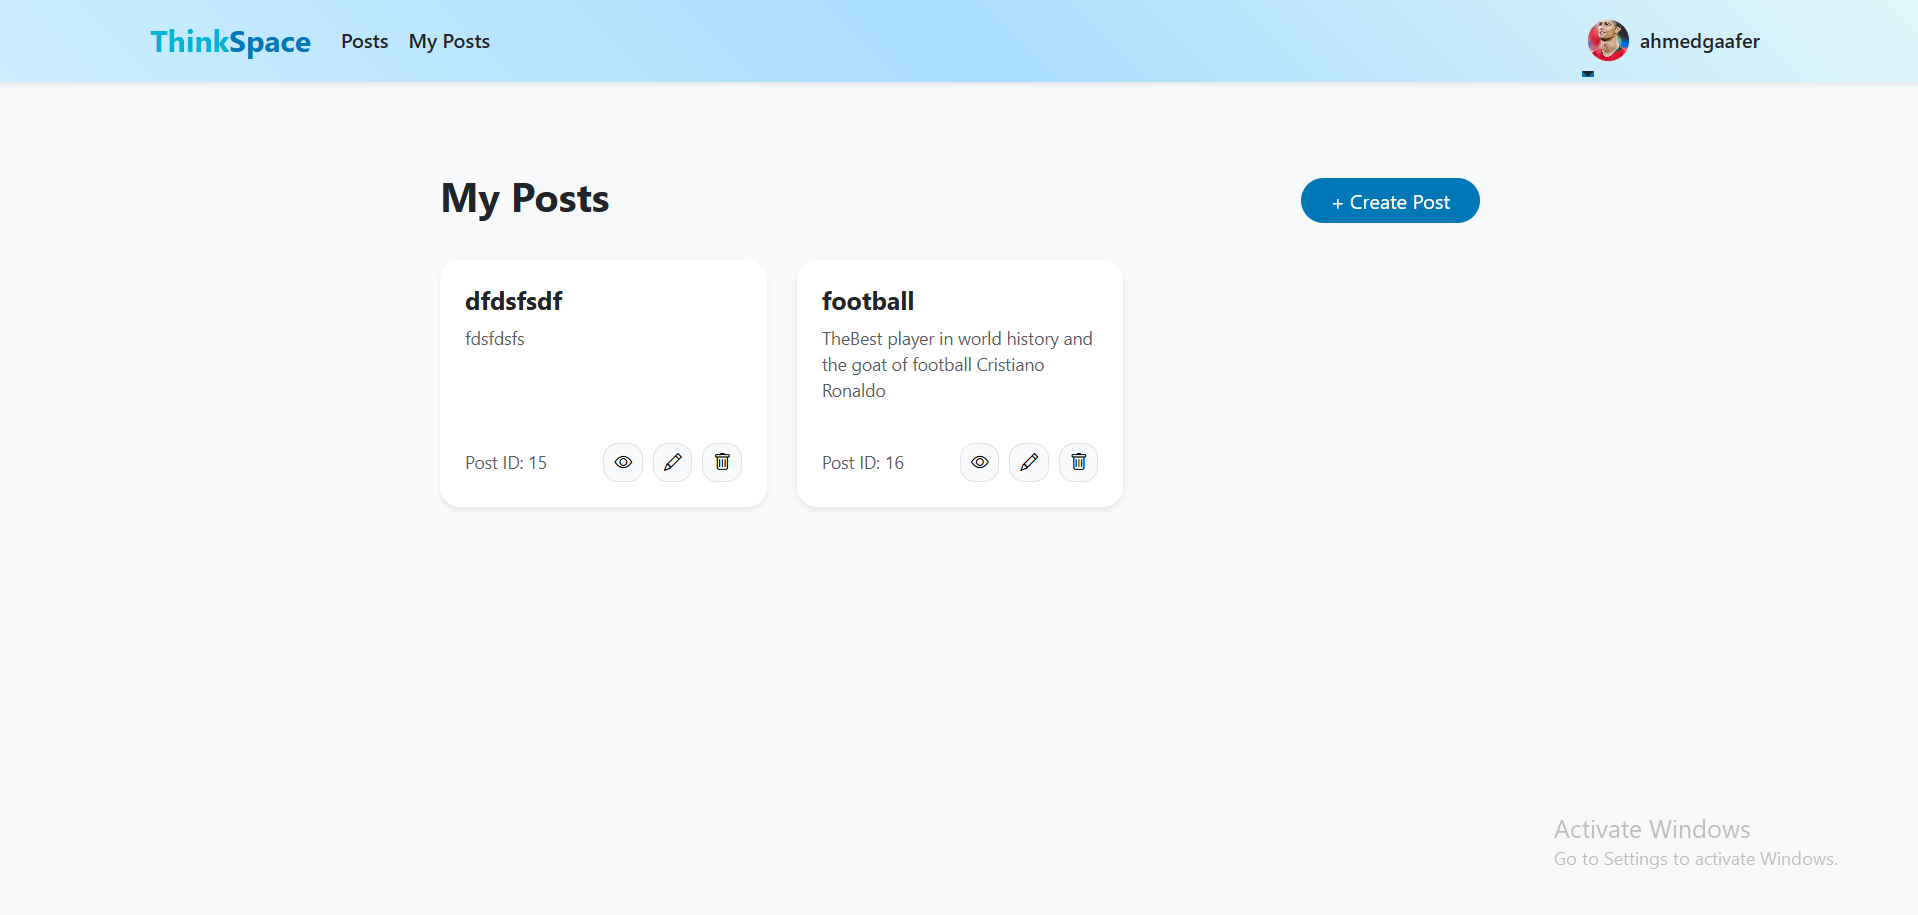 ThinkSpace Posts My Posts ahmedgaafer
My Posts + Create Post
dfdsfsdf
fdsfdsfs
Post ID: 15
football
TheBest player in world history and
the goat of football Cristiano
Ronaldo
Post ID: 16
Activate Windows
Go to Settings to activate Windows.